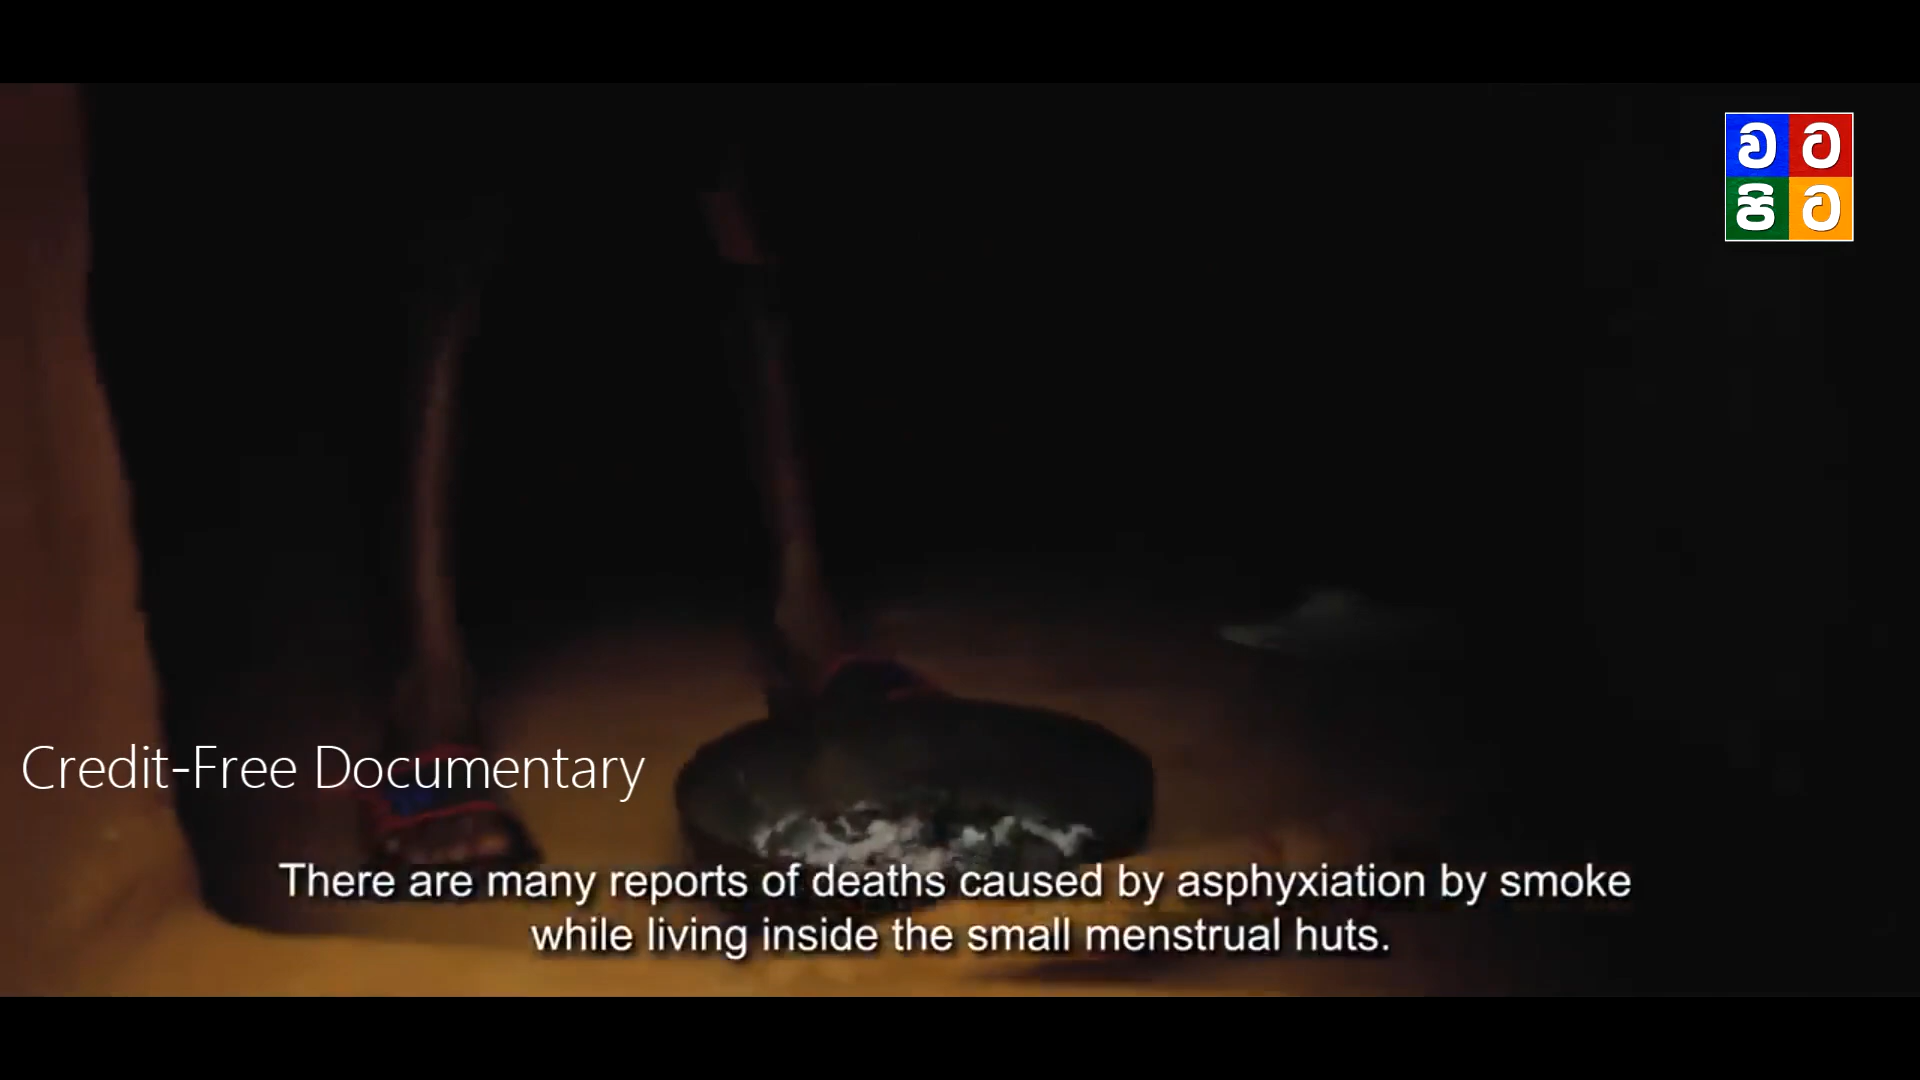 Credit-Free Documentary
There are many reports of deaths caused by asphyxiation by smoke
while living inside the small menstrual huts.